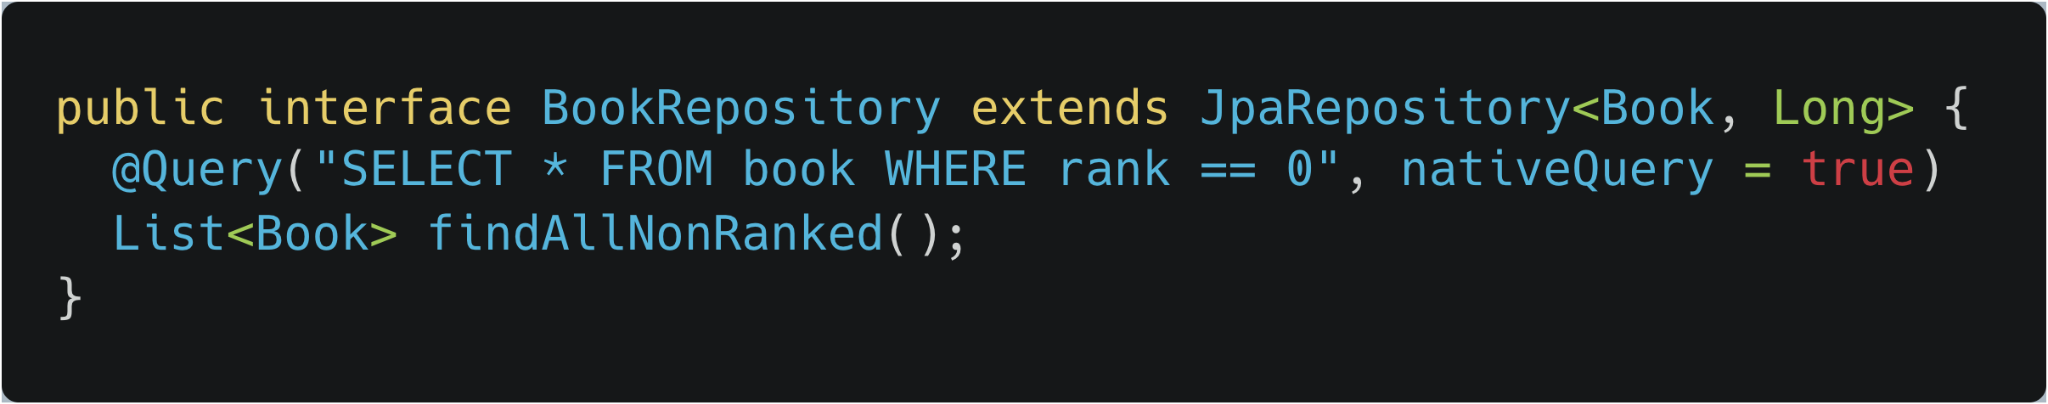 public interface BookRepository extends JpaRepository<Book, Long> {
  @Query("SELECT * FROM book WHERE rank == 0", nativeQuery = true)
  List<Book> findAllNonRanked();
}